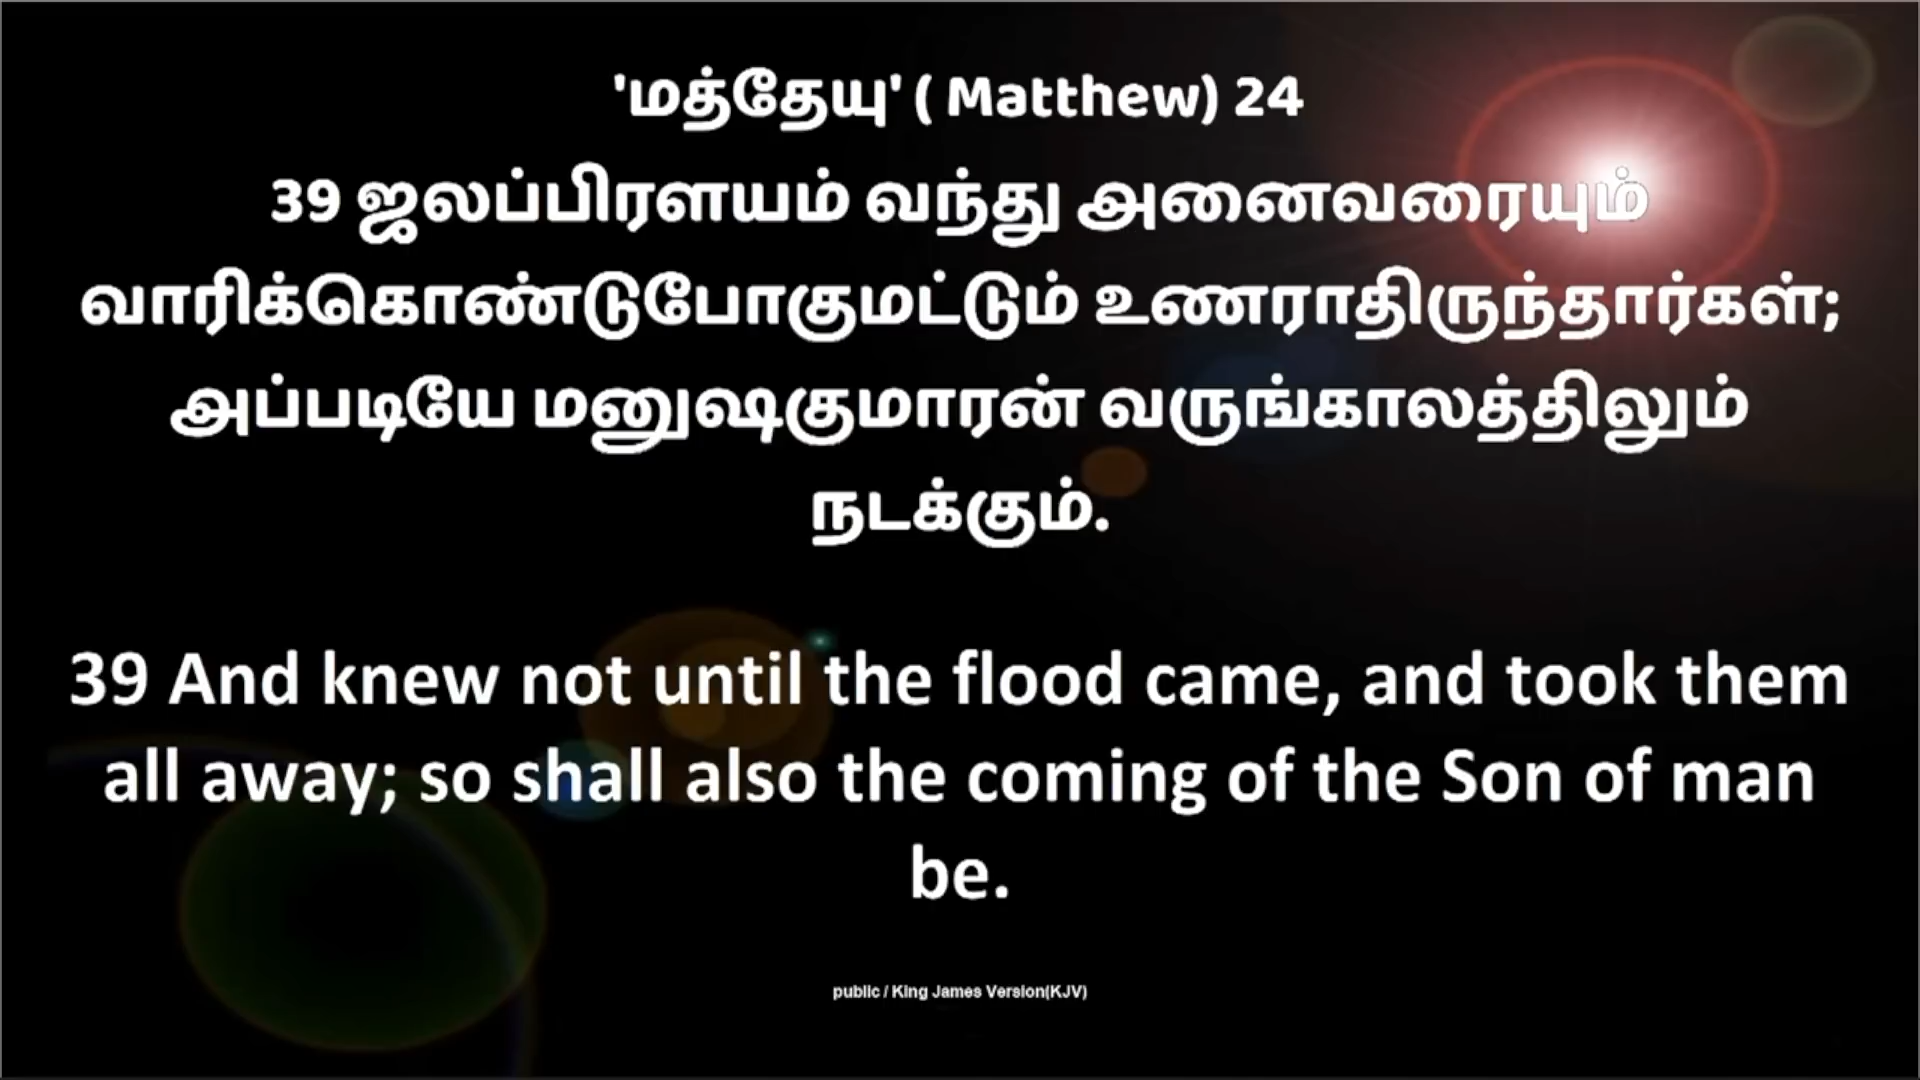 'மத்தேயு' ( Matthew) 24
39 ஜலப்பிரளயம் வந்து அனைவரையும்
வாரிக்கொண்டுபோகுமட்டும் உணராதிருந்தார்கள்;
அப்படியே மனுஷகுமாரன் வருங்காலத்திலும்
நடக்கும்.
39 And knew not until the flood came, and took them
all away; so shall also the coming of the Son of man
be.
public / King James Version(KJV)